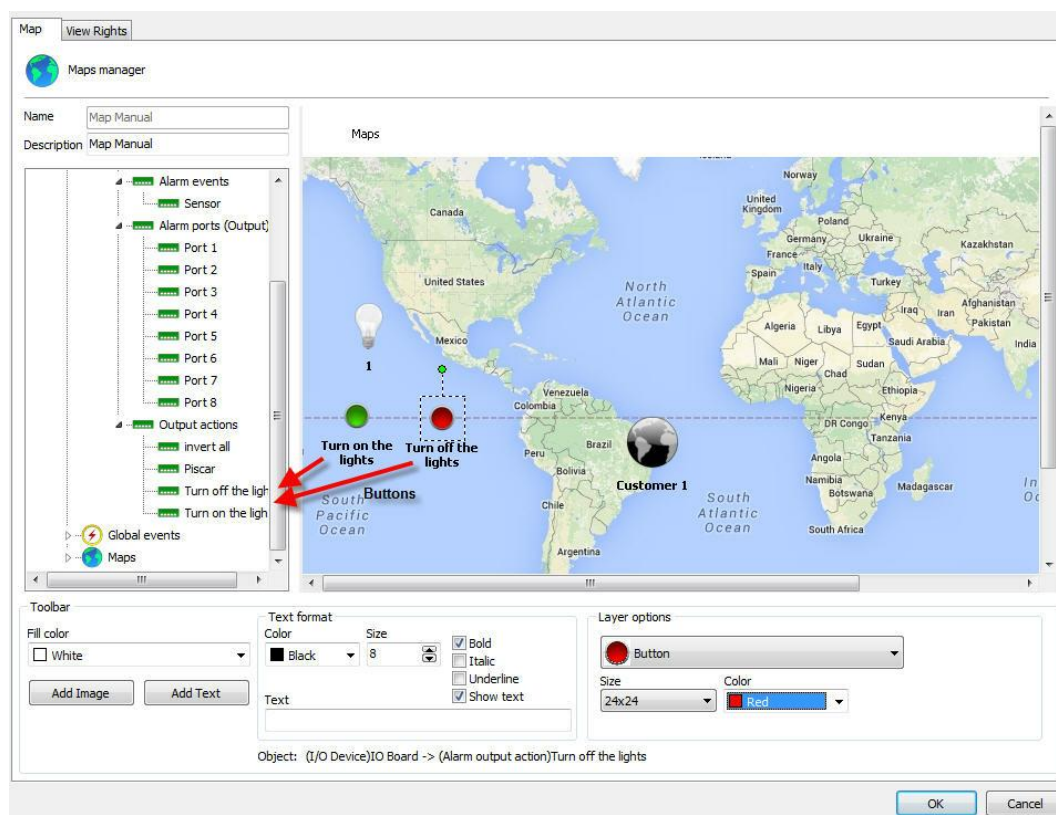 Map
View Rights
Maps manager
Name
Map Manual
Description
Map Manual
Alarm events
Sensor
Alarm ports (Output)
Port 1
Port 2
Port 3
Port 4
Port 5
Port 6
Port 7
Port 8
Output actions
invert all
Piscar
Turn off the ligh
Turn on the ligh
Global events
Maps
Maps
Norway
United
Kingdom
Canada
Poland
Germany
Ukraine
Kazakhstan
France
Italy
Spain
United States
North
Atlantic
Ocean
Turkey
Afghanistan
Iraq
Iran
Pakistan
Algeria
Libya
Egypt
Saudi Arabia
India
Mexico
1
Mali
Niger
Chad
Sudan
Nigeria
Ethiopia
Venezuela
Colombia
Kenya
DR Congo
Tanzania
Turn on the
lights
Turn off the
lights
Peru
Brazil
Angola
Bolivia
Customer 1
Namibia
Botswana
Madagascar
Buttons
South
Pacific
Ocean
Chile
South
Atlantic
Ocean
South Africa
In
Oc
Argentina
Toolbar
Fill color
White
Add Image
Add Text
Text format
Color
Size
Black
8
Bold
Italic
Underline
Show text
Text
Layer options
Button
Size
Color
24x24
Red
Object: (I/O Device)IO Board -> (Alarm output action)Turn off the lights
OK
Cancel